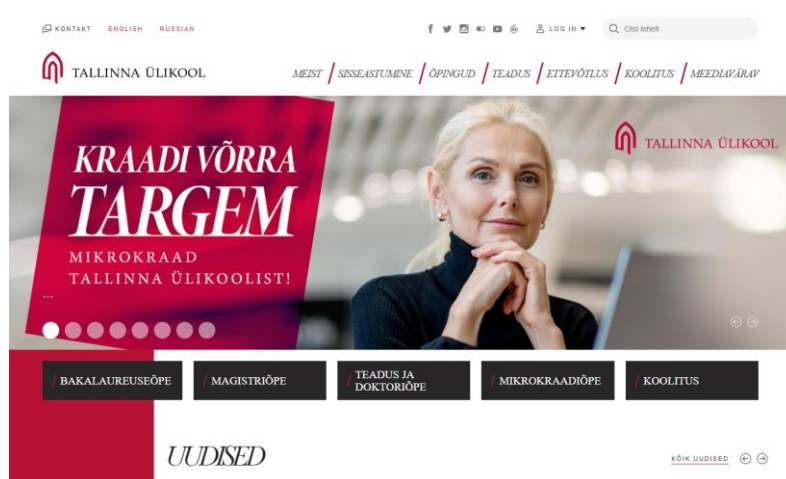 KONTAKT ENGLISH RUSSIAN LOG IN Otsi lehelt
TALLINNA ÜLIKOOL
MEIST / SISSEASTUMINE / ÕPINGUD / TEADUS / ETTEVÕTLUS / KOOLITUS / MEEDIAVÄRAV
KRAADI VÕRRA
TARGEM
MIKROKRAAD
TALLINNA ÜLIKOOLIST!
...
TALLINNA ÜLIKOOL
/ BAKALAUREUSEÕPE
/ MAGISTRIÕPE
/ TEADUS JA
DOKTORIÕPE
/ MIKROKRAADIÕPE
/ KOOLITUS
UUDISED
KÕIK UUDISED